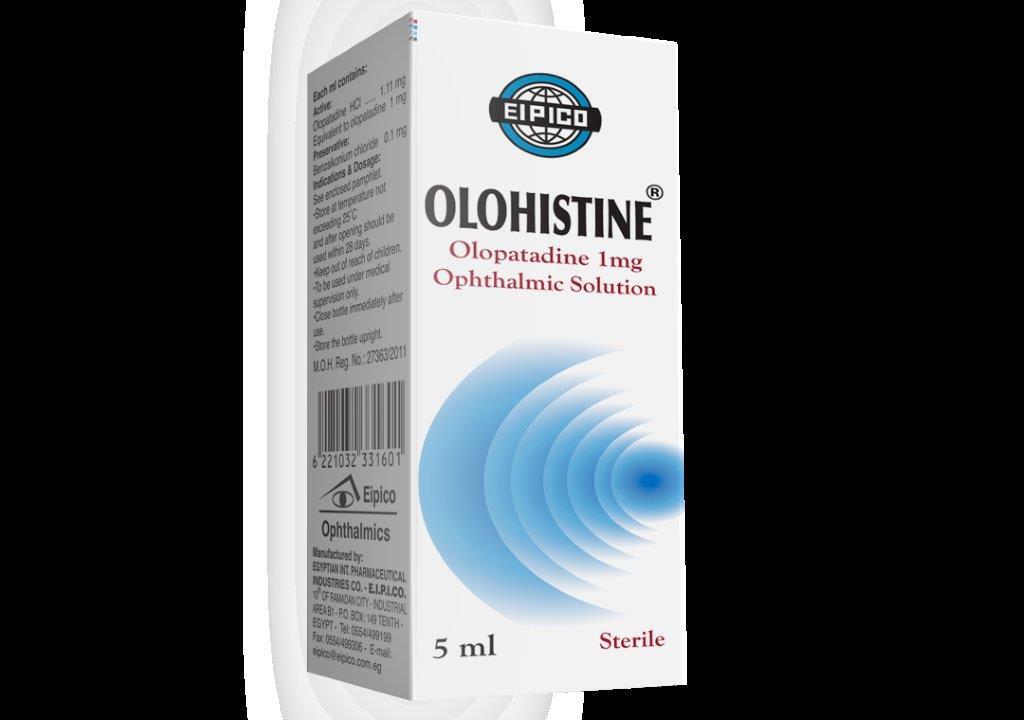 EIPICO
OLOHISTINE®
Olopatadine 1mg
Ophthalmic Solution
5 ml
Sterile
Each ml contains:
Active:
Olopatadine HCl ..... 1.11 mg
Equivalent to olopatadine 1 mg
Preservative:
Benzalkonium chloride 0.1 mg
Indications & Dosage:
See enclosed pamphlet.
•Store at temperature not
exceeding 25°C
and after opening should be
used within 28 days.
•Keep out of reach of children.
•To be used under medical
supervision only.
•Close bottle immediately after
use.
•Store the bottle upright.
M.O.H. Reg. No.: 27363/2011
6 221032 331601
Eipico
Ophthalmics
Manufactured by:
EGYPTIAN INT. PHARMACEUTICAL
INDUSTRIES CO. - E.I.P.I.CO.
10th OF RAMADAN CITY - INDUSTRIAL
AREA B1 - P.O. BOX: 149 TENTH -
EGYPT - Tel: 0554/499199
Fax: 0554/499306 - E-mail:
eipico@eipico.com.eg